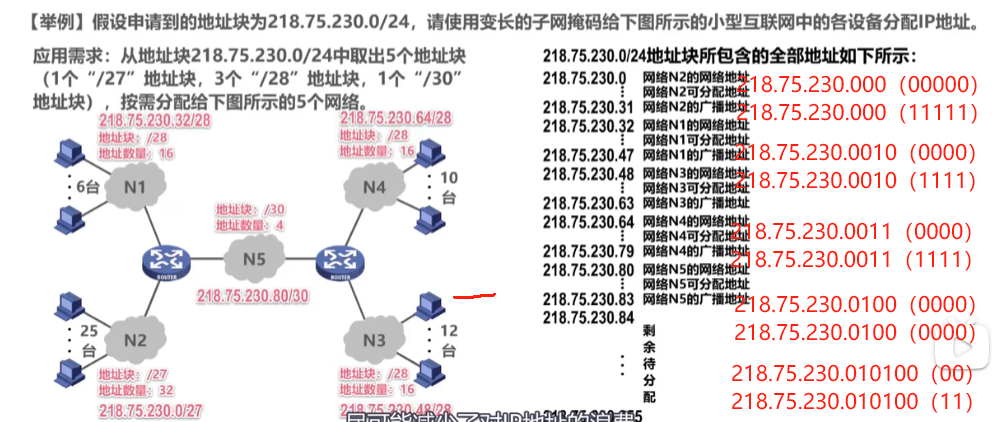 【举例】假设申请到的地址块为218.75.230.0/24，请使用变长的子网掩码给下图所示的小型互联网中的各设备分配IP地址。
应用需求：从地址块218.75.230.0/24中取出5个地址块
（1个“/27”地址块，3个“/28”地址块，1个“/30”
地址块），按需分配给下图所示的5个网络。
218.75.230.32/28
地址块：/28
地址数量：16
N1
6台
218.75.230.64/28
地址块：/28
地址数量：16
N4
10
台
地址块：/30
地址数量：4
N5
ROUTER
ROUTER
218.75.230.80/30
25
台
N2
地址块：/27
地址数量：32
218.75.230.0/27
N3
12
台
地址块：/28
地址数量：16
218.75.230.48/28
218.75.230.0/24地址块所包含的全部地址如下所示：
218.75.230.0 网络N2的网络地址 218.75.230.000（00000）
网络N2可分配地址
218.75.230.31 网络N2的广播地址 218.75.230.000（11111）
218.75.230.32 网络N1的网络地址
网络N1可分配地址 218.75.230.0010（0000）
218.75.230.47 网络N1的广播地址
218.75.230.48 网络N3的网络地址 218.75.230.0010（1111）
网络N3可分配地址
218.75.230.63 网络N3的广播地址
218.75.230.64 网络N4的网络地址 218.75.230.0011（0000）
网络N4可分配地址
218.75.230.79 网络N4的广播地址 218.75.230.0011（1111）
218.75.230.80 网络N5的网络地址
网络N5可分配地址
218.75.230.83 网络N5的广播地址 218.75.230.0100（0000）
218.75.230.84
218.75.230.0100（0000）
剩
余
待
分
配
218.75.230.010100（00）
218.75.230.010100（11）